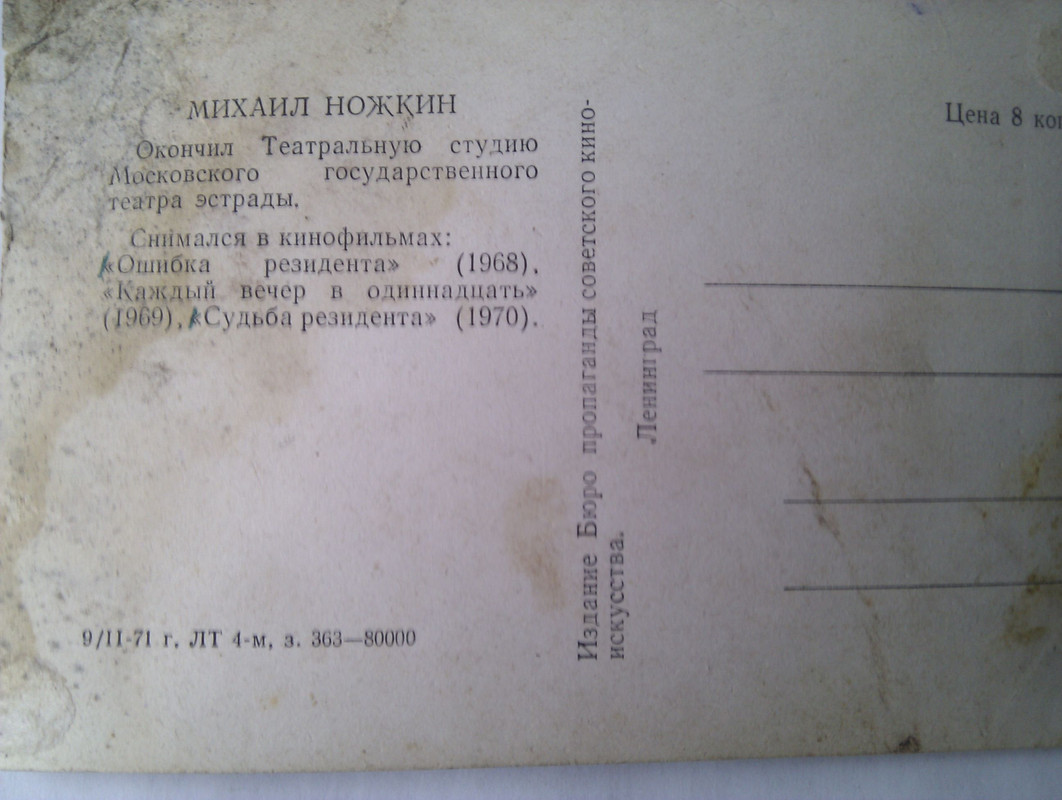 МИХАИЛ НОЖКИН
Окончил Театральную студию
Московского государственного
театра эстрады.
Снимался в кинофильмах:
«Ошибка резидента» (1968),
«Каждый вечер в одиннадцать»
(1969), «Судьба резидента» (1970).
9/II-71 г. ЛТ 4-м, з. 363—80000
Издание Бюро пропаганды советского кино-
искусства.
Ленинград
Цена 8 коп